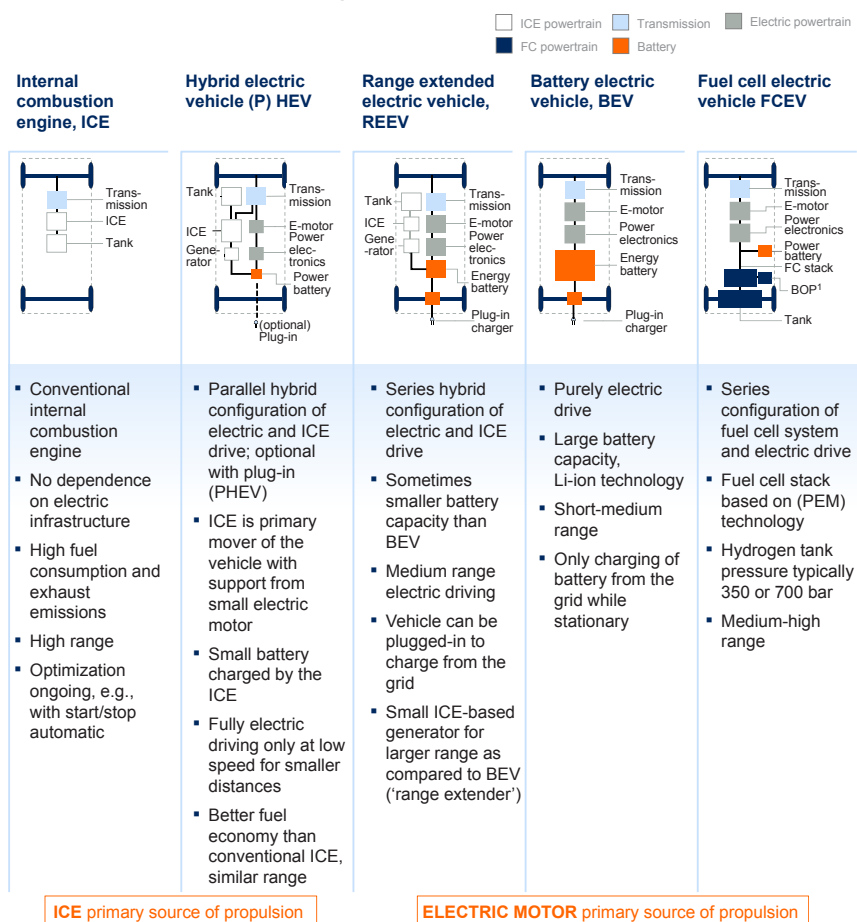 ICE powertrain
Transmission
Electric powertrain
FC powertrain
Battery
Internal
combustion
engine, ICE
Trans-
mission
ICE
Tank
▪ Conventional
internal
combustion
engine
▪ No dependence
on electric
infrastructure
▪ High fuel
consumption and
exhaust
emissions
▪ High range
▪ Optimization
ongoing, e.g.,
with start/stop
automatic
Hybrid electric
vehicle (P) HEV
Tank
Trans-
mission
ICE
E-motor
Power
elec-
tronics
Gene-
rator
Power
battery
(optional)
Plug-in
▪ Parallel hybrid
configuration of
electric and ICE
drive; optional
with plug-in
(PHEV)
▪ ICE is primary
mover of the
vehicle with
support from
small electric
motor
▪ Small battery
charged by the
ICE
▪ Fully electric
driving only at low
speed for smaller
distances
▪ Better fuel
economy than
conventional ICE,
similar range
Range extended
electric vehicle,
REEV
Tank
Trans-
mission
ICE
E-motor
Gene-
rator
Power
elec-
tronics
Energy
battery
Plug-in
charger
▪ Series hybrid
configuration of
electric and ICE
drive
▪ Sometimes
smaller battery
capacity than
BEV
▪ Medium range
electric driving
▪ Vehicle can be
plugged-in to
charge from the
grid
▪ Small ICE-based
generator for
larger range as
compared to BEV
(‘range extender’)
Battery electric
vehicle, BEV
Trans-
mission
E-motor
Power
electronics
Energy
battery
Plug-in
charger
▪ Purely electric
drive
▪ Large battery
capacity,
Li-ion technology
▪ Short-medium
range
▪ Only charging of
battery from the
grid while
stationary
Fuel cell electric
vehicle FCEV
Trans-
mission
E-motor
Power
electronics
Power
battery
FC stack
BOP¹
Tank
▪ Series
configuration of
fuel cell system
and electric drive
▪ Fuel cell stack
based on (PEM)
technology
▪ Hydrogen tank
pressure typically
350 or 700 bar
▪ Medium-high
range
ICE primary source of propulsion
ELECTRIC MOTOR primary source of propulsion